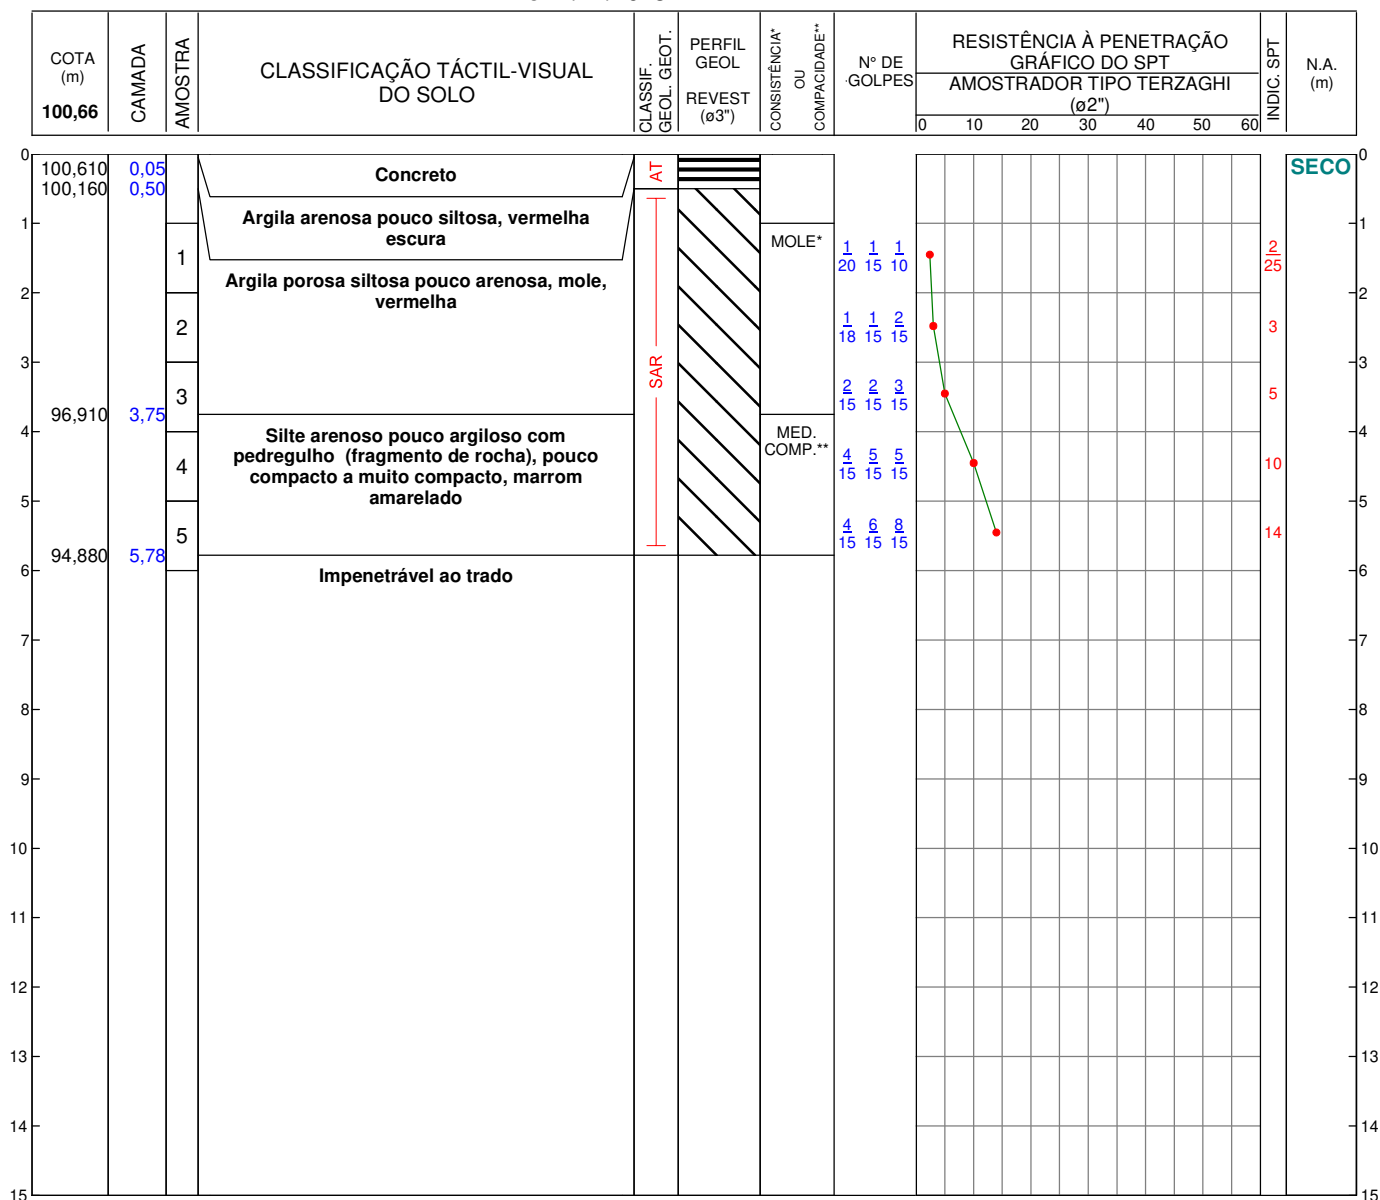 COTA
(m)
100,66
CAMADA
AMOSTRA
CLASSIFICAÇÃO TÁCTIL-VISUAL
DO SOLO
CLASSIF.
GEOL. GEOT.
PERFIL
GEOL
REVEST
(ø3")
CONSISTÊNCIA*
OU
COMPACIDADE**
N° DE
GOLPES
RESISTÊNCIA À PENETRAÇÃO
GRÁFICO DO SPT
AMOSTRADOR TIPO TERZAGHI
(ø2")
0 10 20 30 40 50 60
INDIC. SPT
N.A.
(m)
0 100,610 0,05 Concreto AT SECO 0
100,160 0,50
Argila arenosa pouco siltosa, vermelha
escura
1 1
MOLE*
1 1/20 1/15 1/10 2/25
Argila porosa siltosa pouco arenosa, mole,
vermelha
2 2
2 1/18 1/15 2/15 3
3 3
SAR
3 2/15 2/15 3/15 5
96,910 3,75
4 4
Silte arenoso pouco argiloso com
pedregulho (fragmento de rocha), pouco
compacto a muito compacto, marrom
amarelado
MED.
COMP.**
4 4/15 5/15 5/15 10
5 5
5 4/15 6/15 8/15 14
94,880 5,78
6 Impenetrável ao trado 6
7 7
8 8
9 9
10 10
11 11
12 12
13 13
14 14
15 15